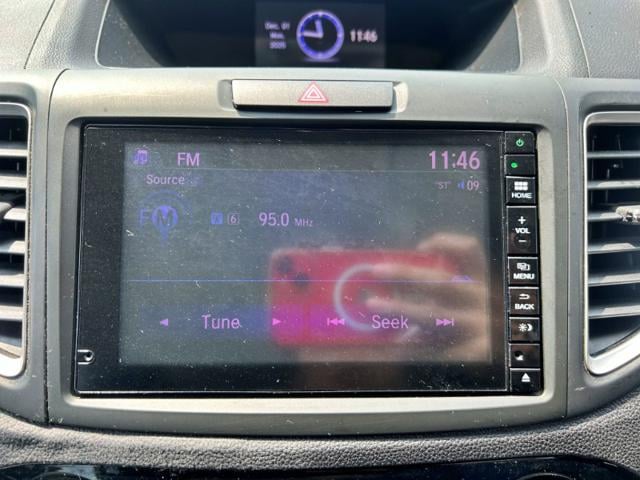 Dec, 01
Mon,
2025
11:46
FM
11:46
Source
"ST"
09
FM
6
95.0 MHz
Tune
Seek
HOME
+
VOL
−
MENU
BACK